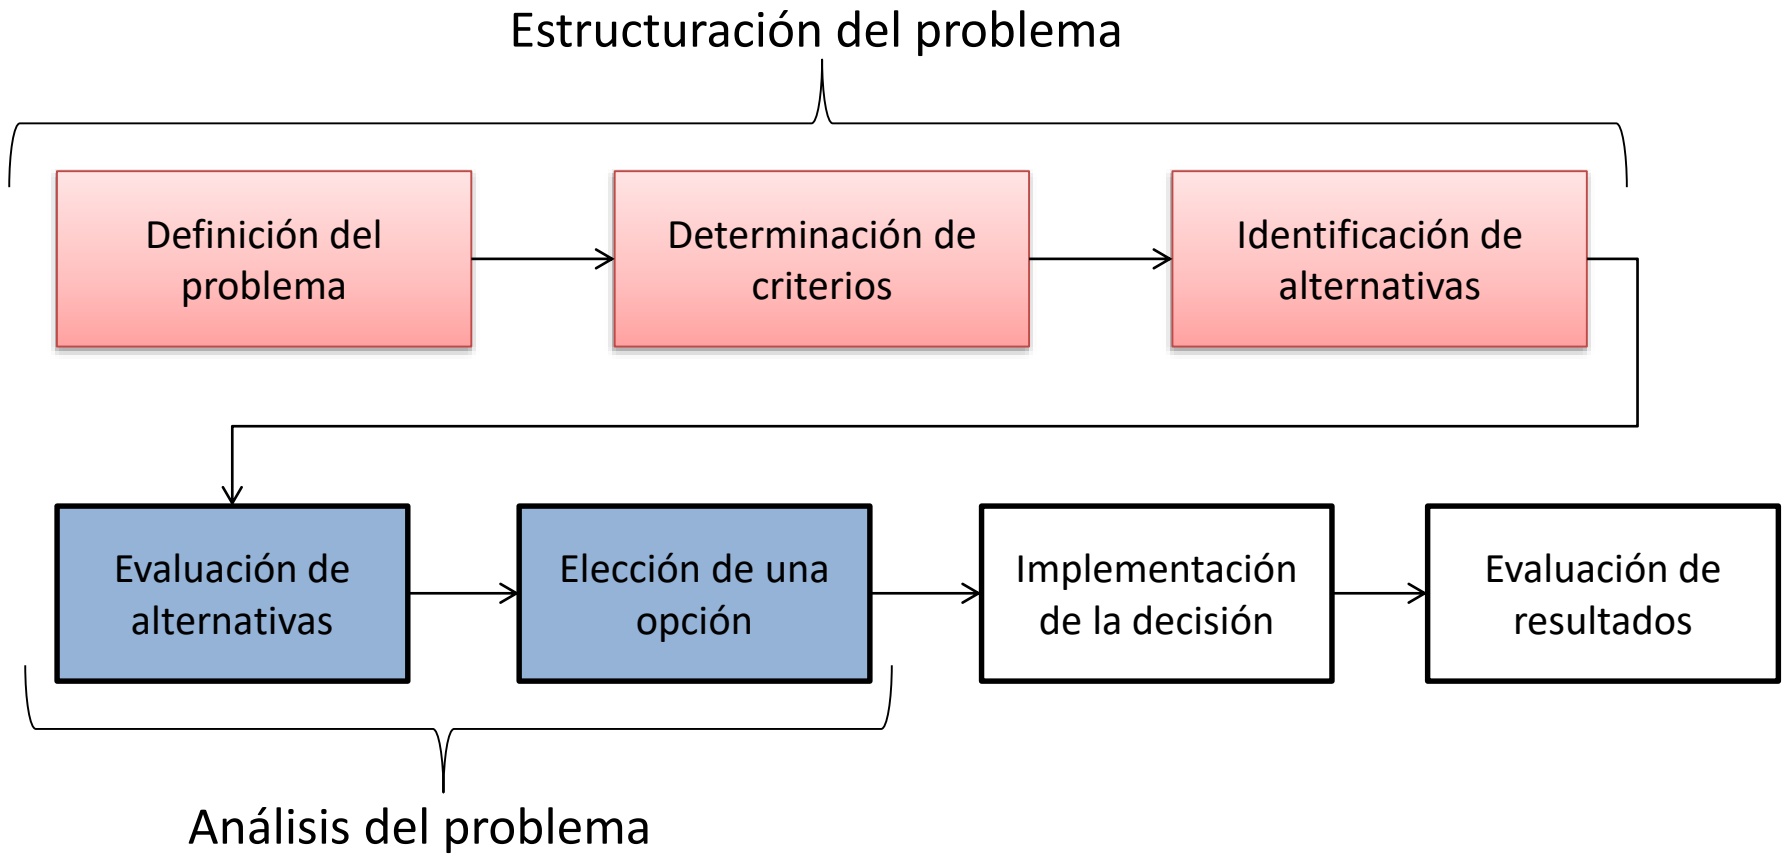 Estructuración del problema
Definición del
problema
Determinación de
criterios
Identificación de
alternativas
Evaluación de
alternativas
Elección de una
opción
Implementación
de la decisión
Evaluación de
resultados
Análisis del problema